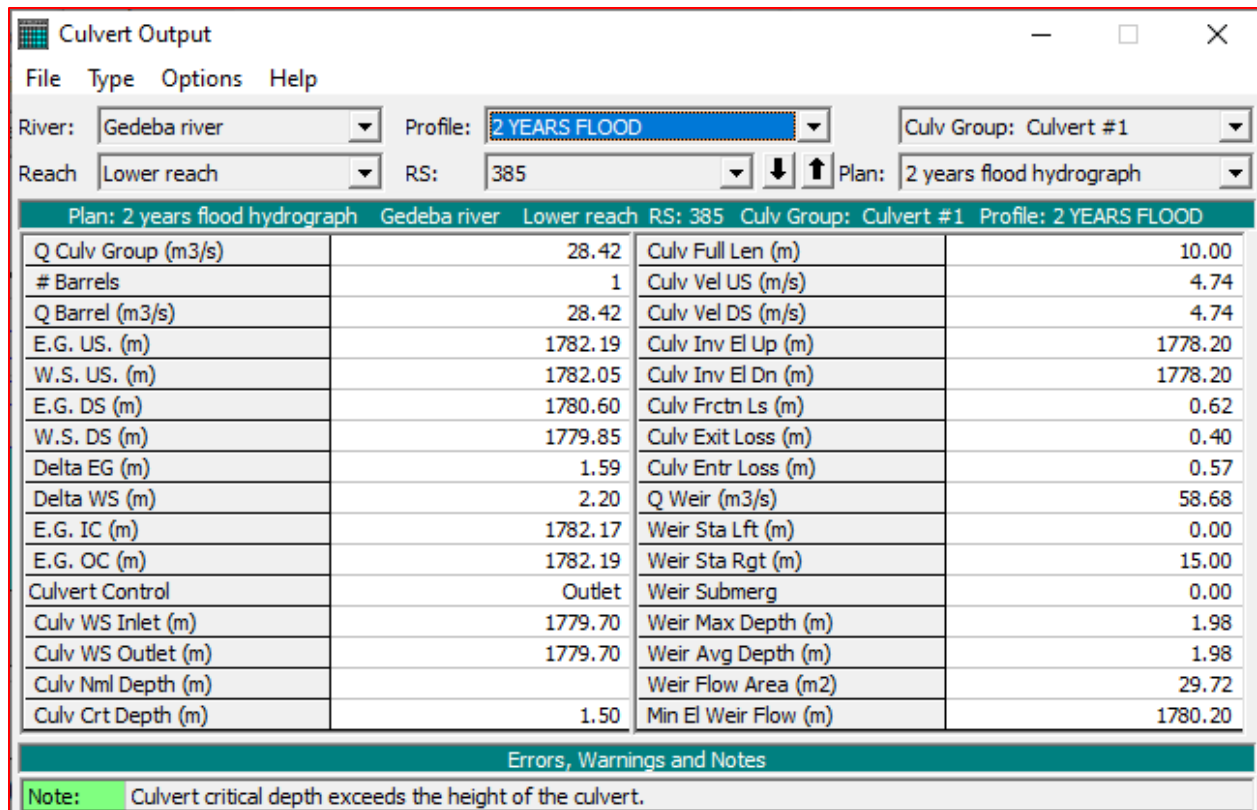 Culvert Output
File Type Options Help
River: Gedeba river Profile: 2 YEARS FLOOD Culv Group: Culvert #1
Reach Lower reach RS: 385 Plan: 2 years flood hydrograph
Plan: 2 years flood hydrograph Gedeba river Lower reach RS: 385 Culv Group: Culvert #1 Profile: 2 YEARS FLOOD
Q Culv Group (m3/s) 28.42 Culv Full Len (m) 10.00
# Barrels 1 Culv Vel US (m/s) 4.74
Q Barrel (m3/s) 28.42 Culv Vel DS (m/s) 4.74
E.G. US. (m) 1782.19 Culv Inv El Up (m) 1778.20
W.S. US. (m) 1782.05 Culv Inv El Dn (m) 1778.20
E.G. DS (m) 1780.60 Culv Frctn Ls (m) 0.62
W.S. DS (m) 1779.85 Culv Exit Loss (m) 0.40
Delta EG (m) 1.59 Culv Entr Loss (m) 0.57
Delta WS (m) 2.20 Q Weir (m3/s) 58.68
E.G. IC (m) 1782.17 Weir Sta Lft (m) 0.00
E.G. OC (m) 1782.19 Weir Sta Rgt (m) 15.00
Culvert Control Outlet Weir Submerg 0.00
Culv WS Inlet (m) 1779.70 Weir Max Depth (m) 1.98
Culv WS Outlet (m) 1779.70 Weir Avg Depth (m) 1.98
Culv Nml Depth (m) Weir Flow Area (m2) 29.72
Culv Crt Depth (m) 1.50 Min El Weir Flow (m) 1780.20
Errors, Warnings and Notes
Note: Culvert critical depth exceeds the height of the culvert.